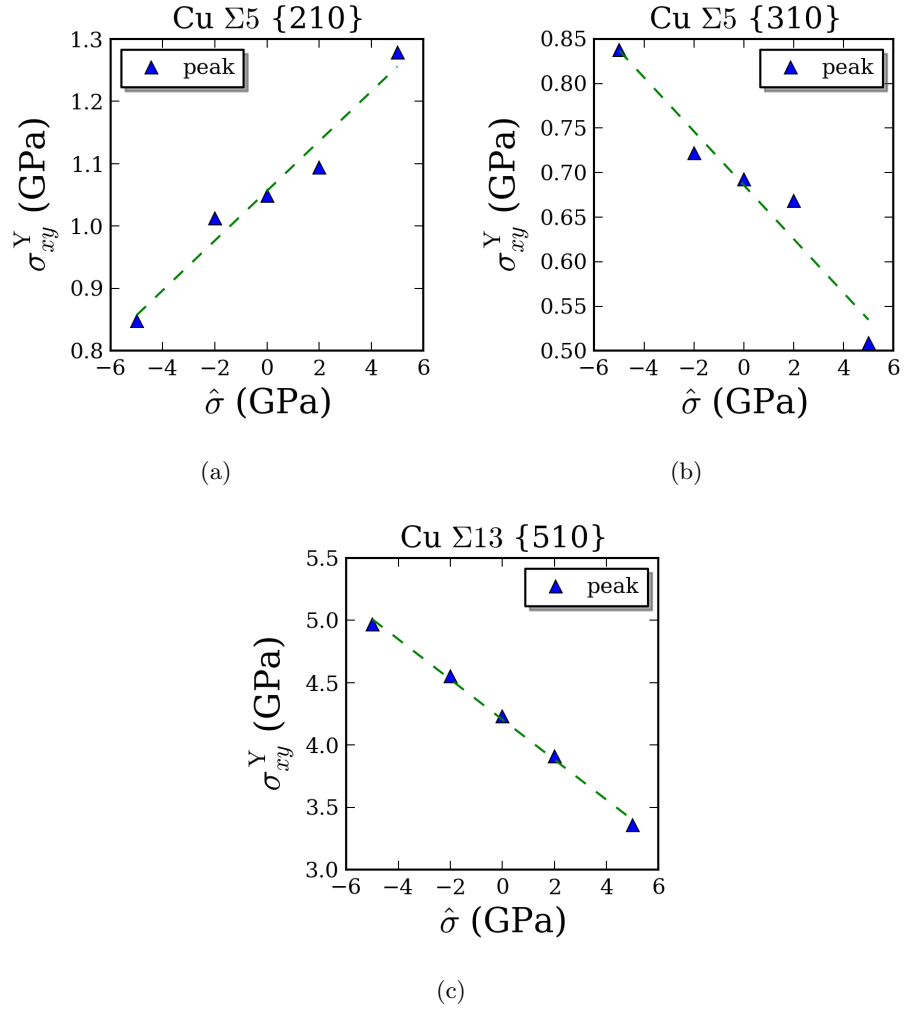 Cu Σ5 {210}
1.3
1.2
1.1
1.0
0.9
0.8
σ^Y_xy (GPa)
peak
−6 −4 −2 0 2 4 6
σ̂ (GPa)
(a)
Cu Σ5 {310}
0.85
0.80
0.75
0.70
0.65
0.60
0.55
0.50
σ^Y_xy (GPa)
peak
−6 −4 −2 0 2 4 6
σ̂ (GPa)
(b)
Cu Σ13 {510}
5.5
5.0
4.5
4.0
3.5
3.0
σ^Y_xy (GPa)
peak
−6 −4 −2 0 2 4 6
σ̂ (GPa)
(c)